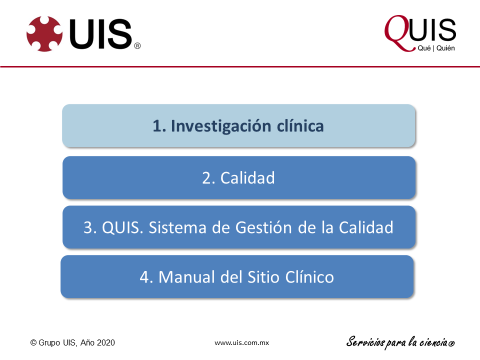 UIS®
QUIS
Qué | Quién
1. Investigación clínica
2. Calidad
3. QUIS. Sistema de Gestión de la Calidad
4. Manual del Sitio Clínico
© Grupo UIS, Año 2020
www.uis.com.mx
Servicios para la ciencia®